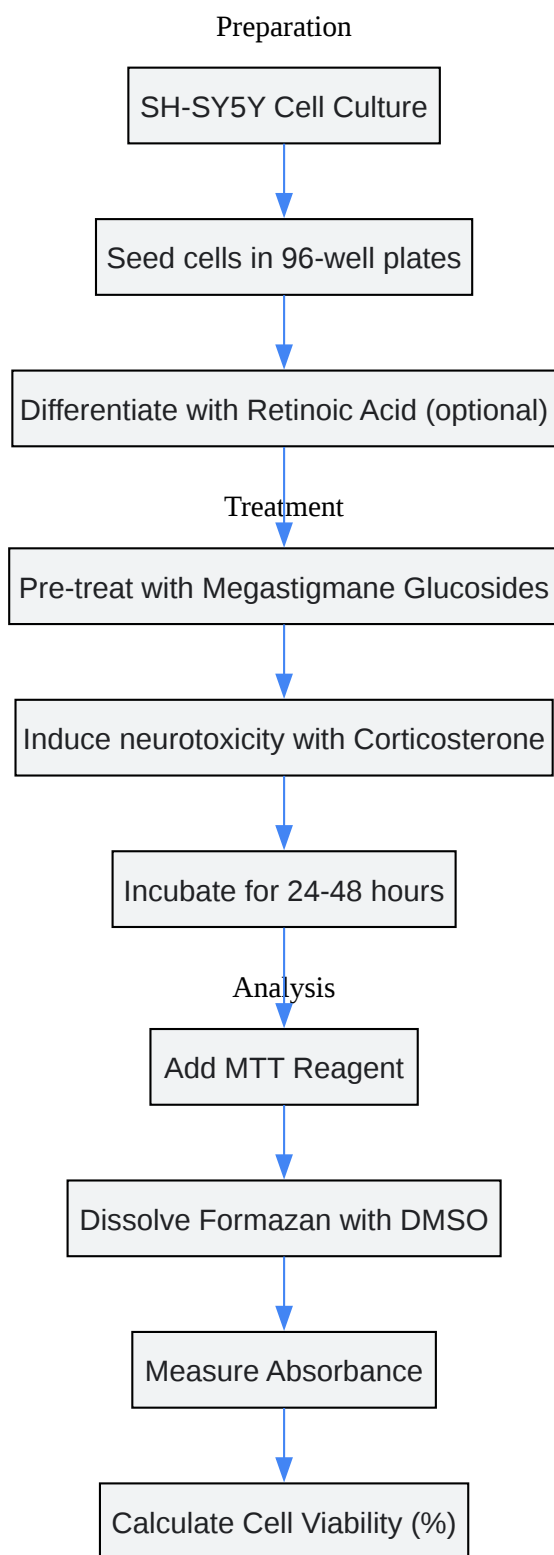 Preparation
SH-SY5Y Cell Culture
Seed cells in 96-well plates
Differentiate with Retinoic Acid (optional)
Treatment
Pre-treat with Megastigmane Glucosides
Induce neurotoxicity with Corticosterone
Incubate for 24-48 hours
Analysis
Add MTT Reagent
Dissolve Formazan with DMSO
Measure Absorbance
Calculate Cell Viability (%)